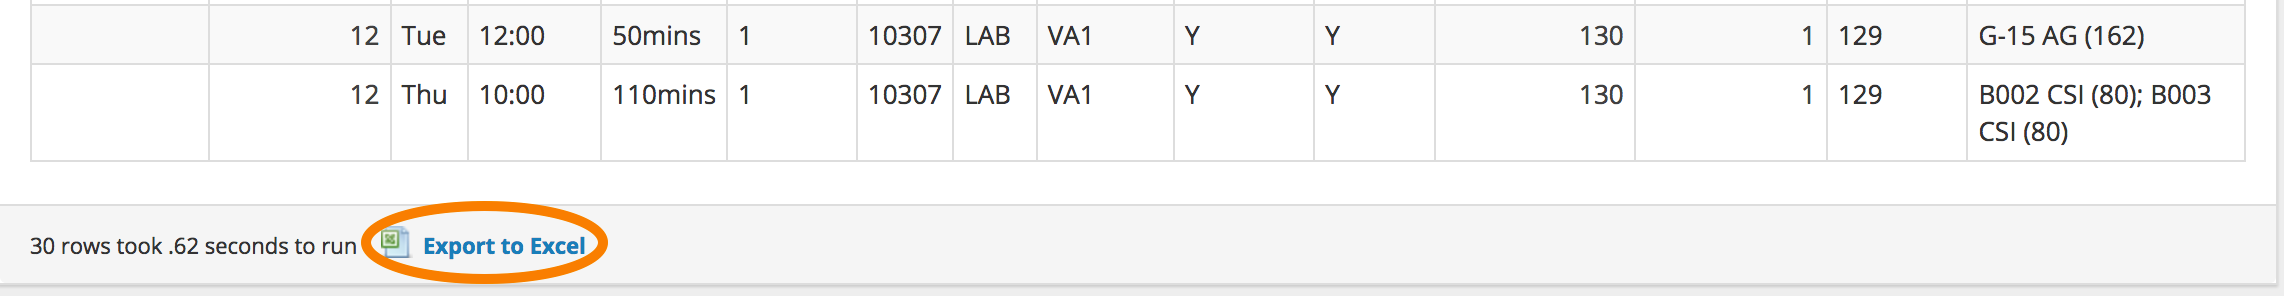 12 Tue 12:00 50mins 1 10307 LAB VA1 Y Y 130 1 129 G-15 AG (162)
12 Thu 10:00 110mins 1 10307 LAB VA1 Y Y 130 1 129 B002 CSI (80); B003
CSI (80)
30 rows took .62 seconds to run Export to Excel